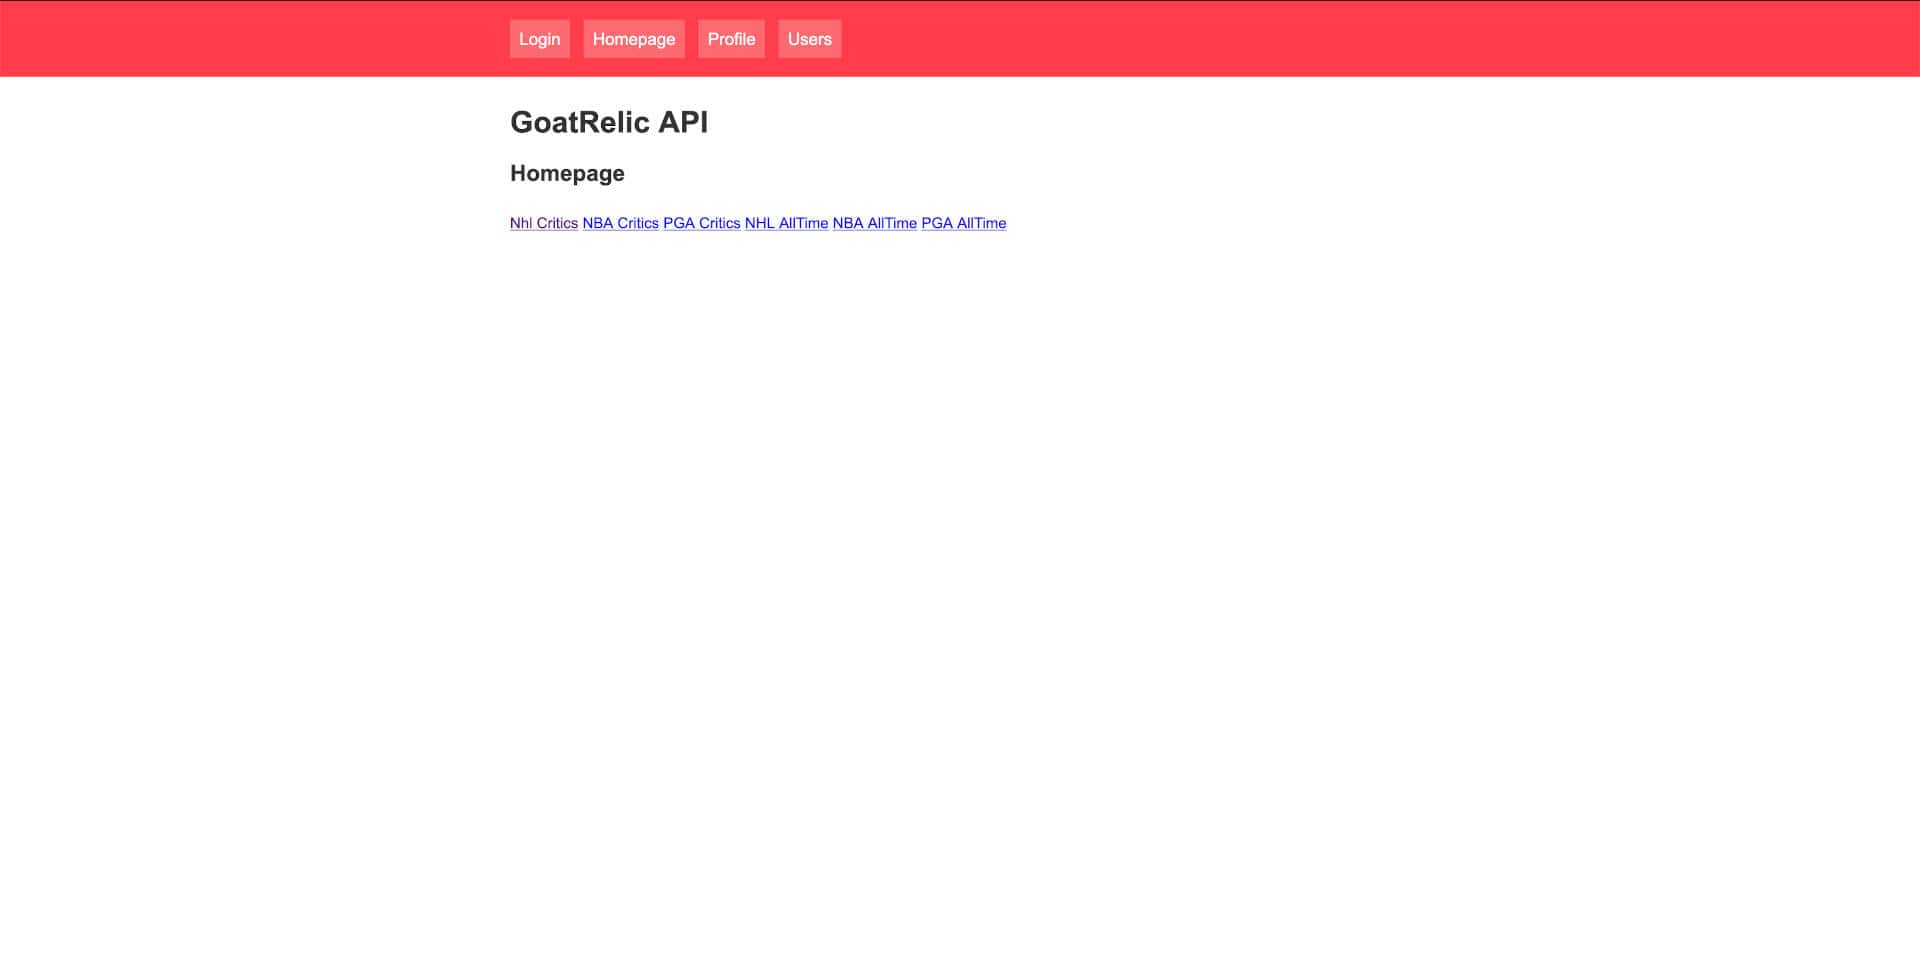 Login Homepage Profile Users
GoatRelic API
Homepage
Nhl Critics NBA Critics PGA Critics NHL AllTime NBA AllTime PGA AllTime